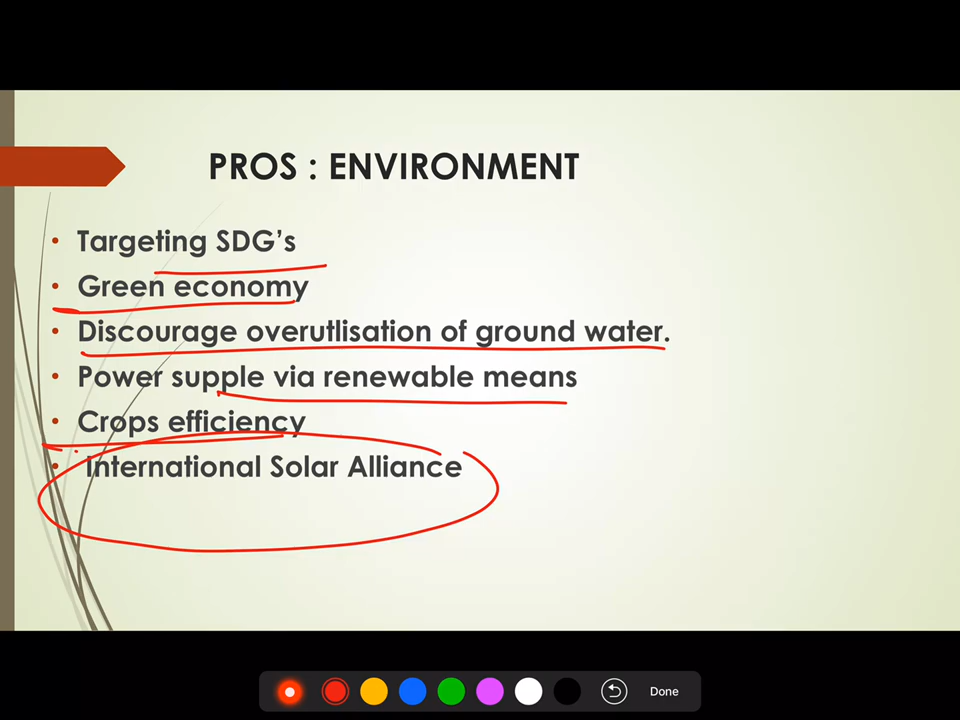 PROS : ENVIRONMENT
• Targeting SDG's
• Green economy
• Discourage overutlisation of ground water.
• Power supple via renewable means
• Crops efficiency
• International Solar Alliance
Done